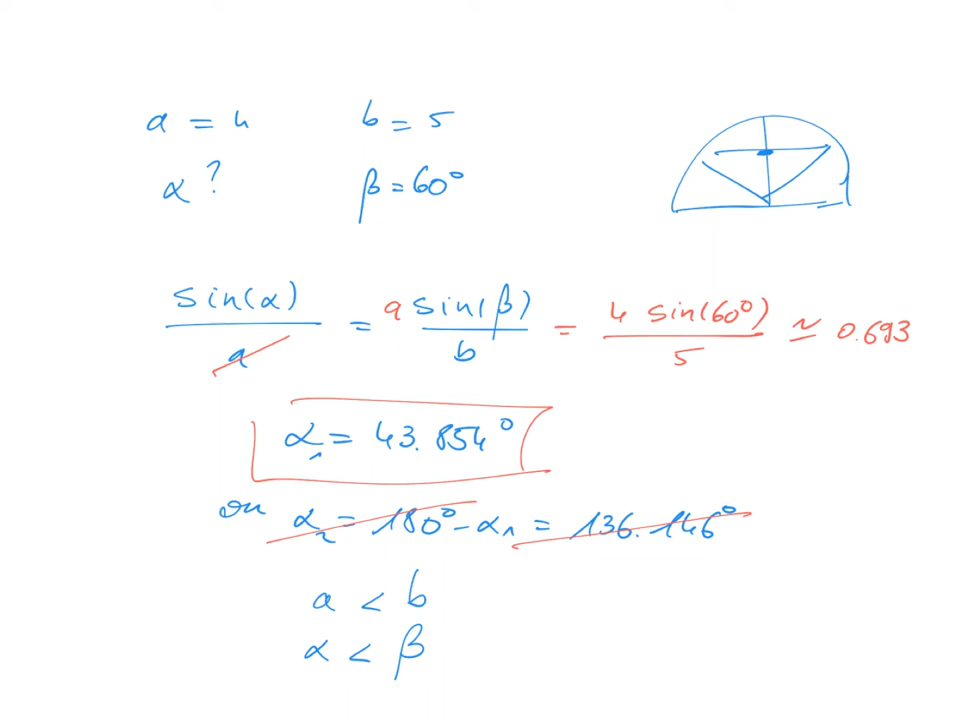 a = 4 b = 5
α ? β = 60°
sin(α) / a = a sin(β) / b = 4 sin(60°) / 5 ≃ 0.693
α₁ = 43.854°
ou α₂ = 180° - α₁ = 136.146°
a < b
α < β